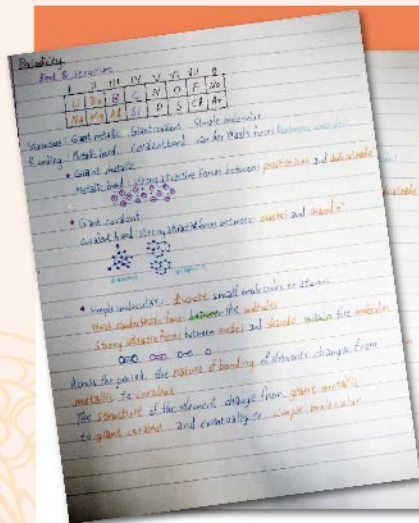 Periodicity
Bond & Structure
I II III IV V VI VII 0
Li Be B C N O F Ne
Na Mg Al Si P S Cl Ar
Structure : Giant metallic, Giant covalent, Simple molecular
Bonding : Metallic bond Covalent bond van der Waals forces (between molecules)
• Giant metallic
Metallic bond : strong attractive forces between positive ions and delocalised
• Giant covalent
Covalent bond : strong attractive forces between nuclei and shared e⁻
• Simple molecular : discrete small molecules or atoms
Weak forces between the molecules
Strong attractive forces between nuclei and shared e⁻ within the molecules
Across the period, the nature of bonding of elements changes from
metallic to covalent
The structure of the element change from giant metallic
to giant covalent and eventually to simple molecular